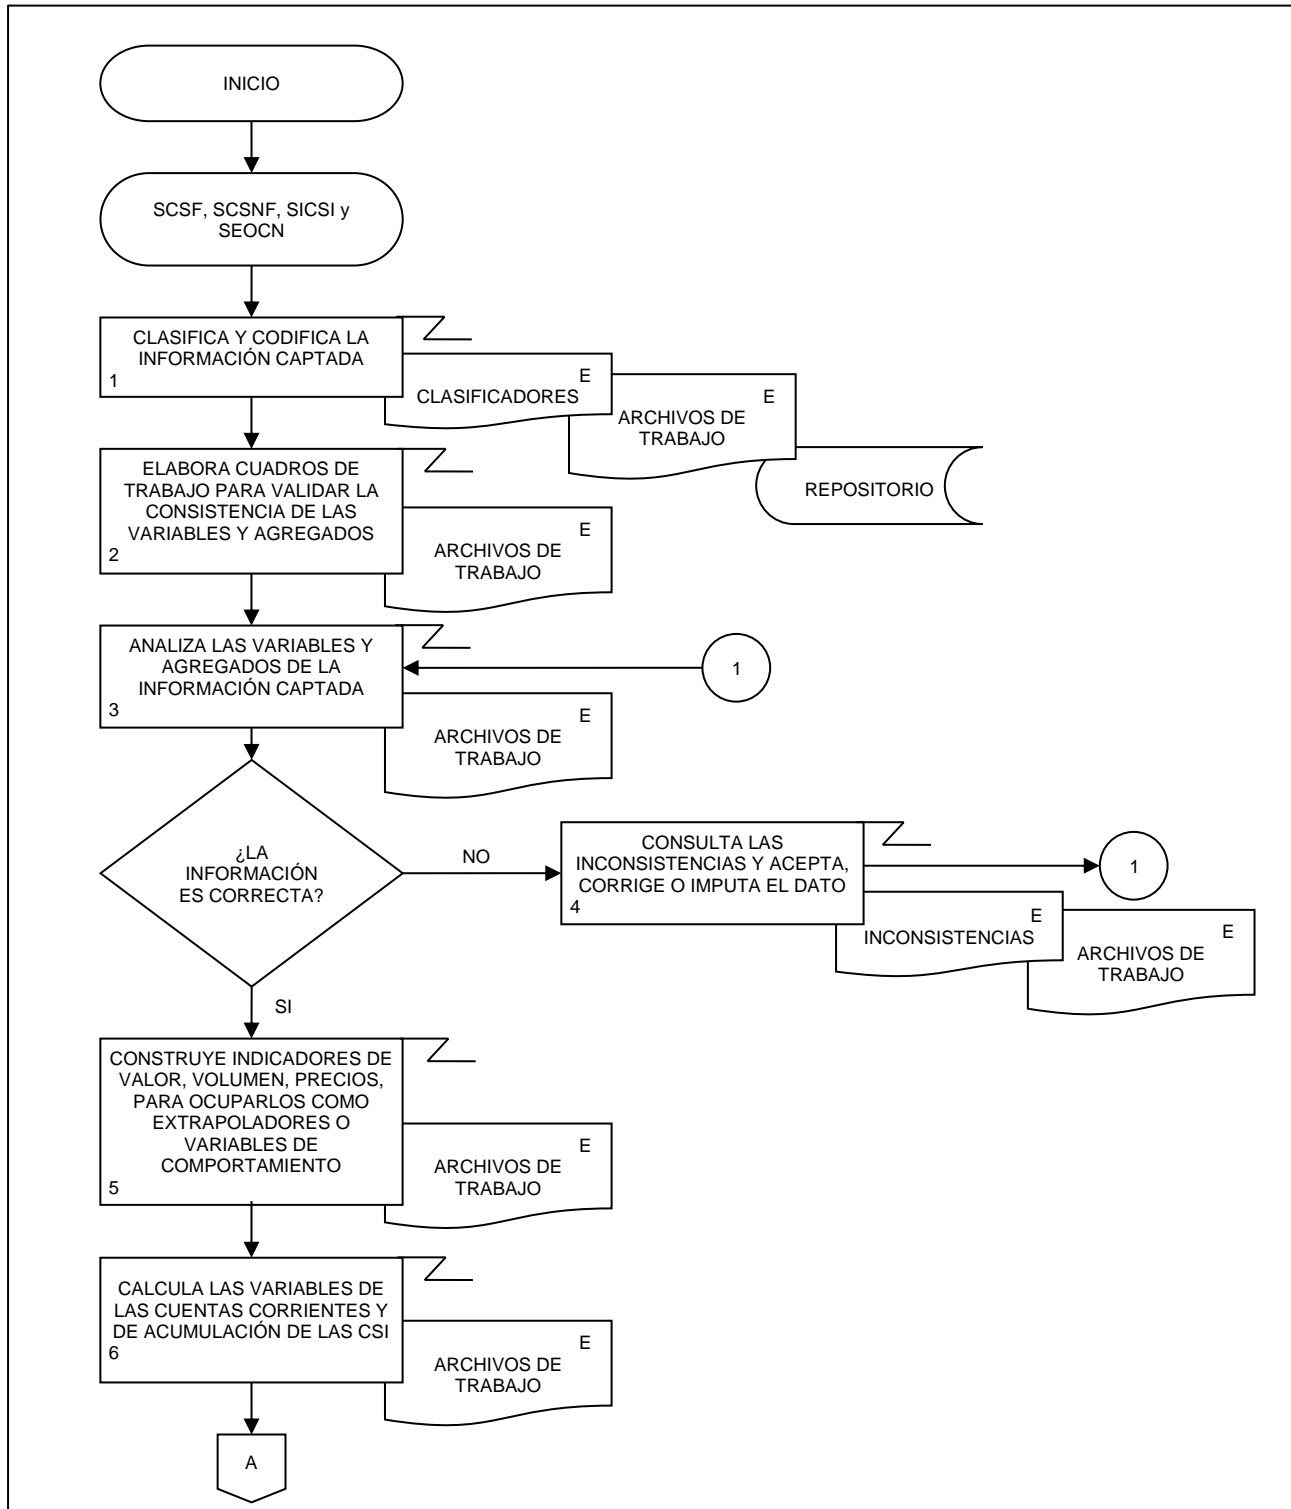 INICIO
SCSF, SCSNF, SICSI y
SEOCN
CLASIFICA Y CODIFICA LA
INFORMACIÓN CAPTADA
1
E
CLASIFICADORES
E
ARCHIVOS DE
TRABAJO
REPOSITORIO
ELABORA CUADROS DE
TRABAJO PARA VALIDAR LA
CONSISTENCIA DE LAS
VARIABLES Y AGREGADOS
2
E
ARCHIVOS DE
TRABAJO
ANALIZA LAS VARIABLES Y
AGREGADOS DE LA
INFORMACIÓN CAPTADA
3
1
E
ARCHIVOS DE
TRABAJO
¿LA
INFORMACIÓN
ES CORRECTA?
NO
CONSULTA LAS
INCONSISTENCIAS Y ACEPTA,
CORRIGE O IMPUTA EL DATO
4
1
E
INCONSISTENCIAS
E
ARCHIVOS DE
TRABAJO
SI
CONSTRUYE INDICADORES DE
VALOR, VOLUMEN, PRECIOS,
PARA OCUPARLOS COMO
EXTRAPOLADORES O
VARIABLES DE
COMPORTAMIENTO
5
E
ARCHIVOS DE
TRABAJO
CALCULA LAS VARIABLES DE
LAS CUENTAS CORRIENTES Y
DE ACUMULACIÓN DE LAS CSI
6
E
ARCHIVOS DE
TRABAJO
A